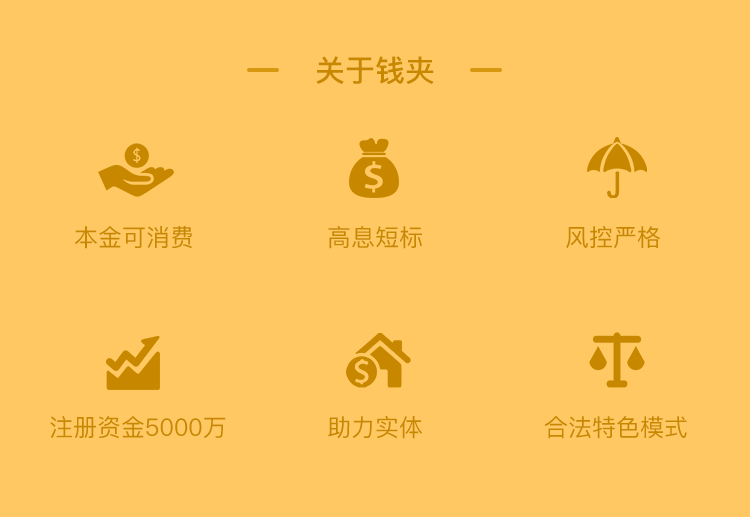 关于钱夹
本金可消费
高息短标
风控严格
注册资金5000万
助力实体
合法特色模式